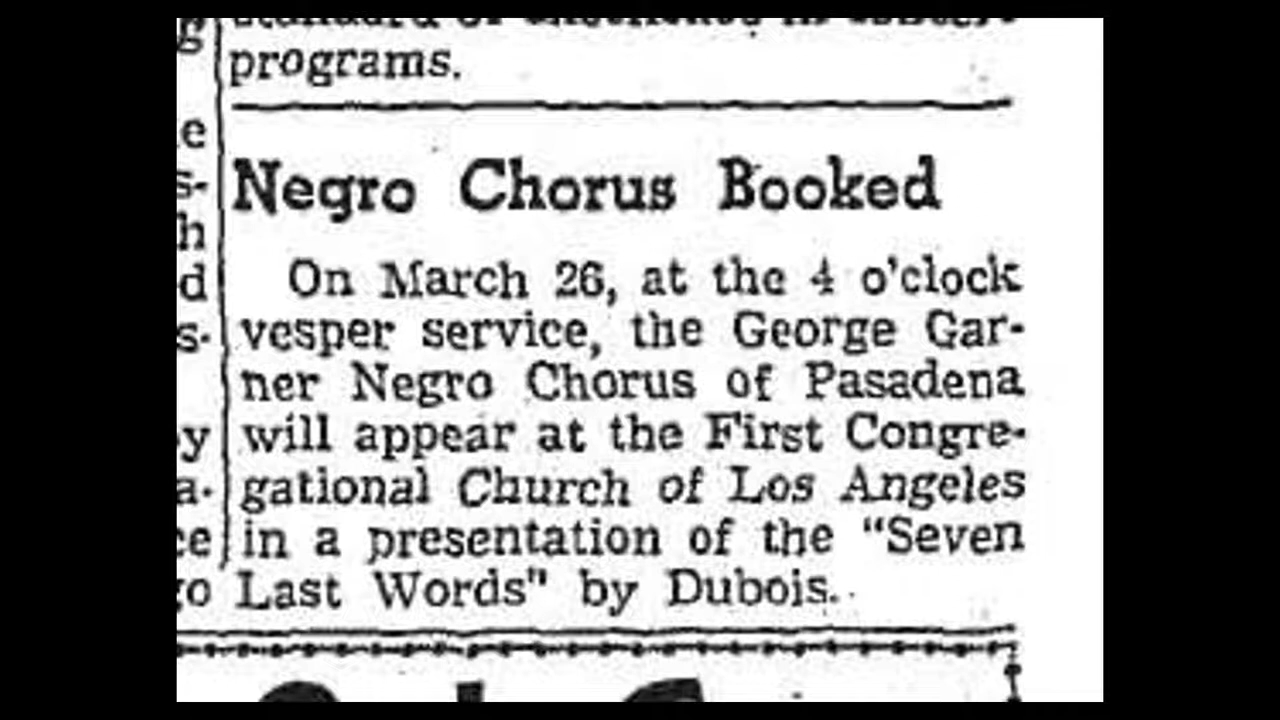 programs.
Negro Chorus Booked
On March 26, at the 4 o'clock
vesper service, the George Gar-
ner Negro Chorus of Pasadena
will appear at the First Congre-
gational Church of Los Angeles
in a presentation of the "Seven
Last Words" by Dubois.